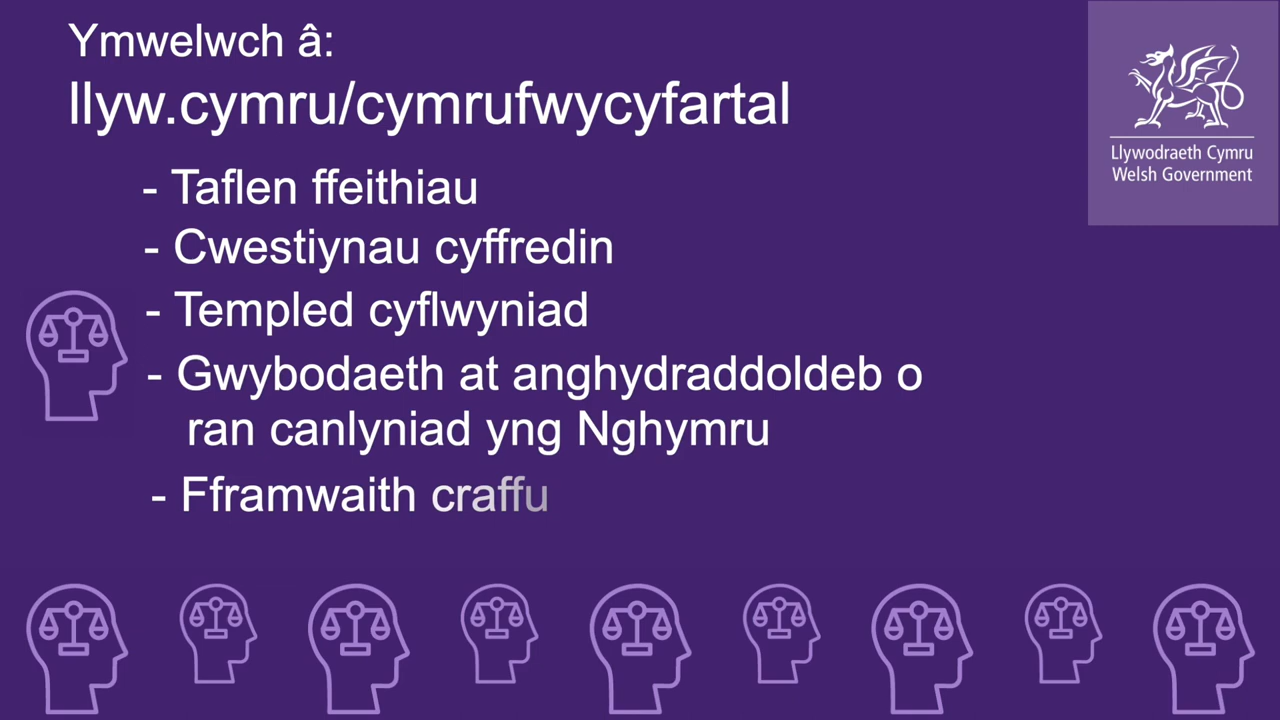 Ymwelwch â:
llyw.cymru/cymrufwycyfartal
- Taflen ffeithiau
- Cwestiynau cyffredin
- Templed cyflwyniad
- Gwybodaeth at anghydraddoldeb o
ran canlyniad yng Nghymru
- Fframwaith craffu
Llywodraeth Cymru
Welsh Government